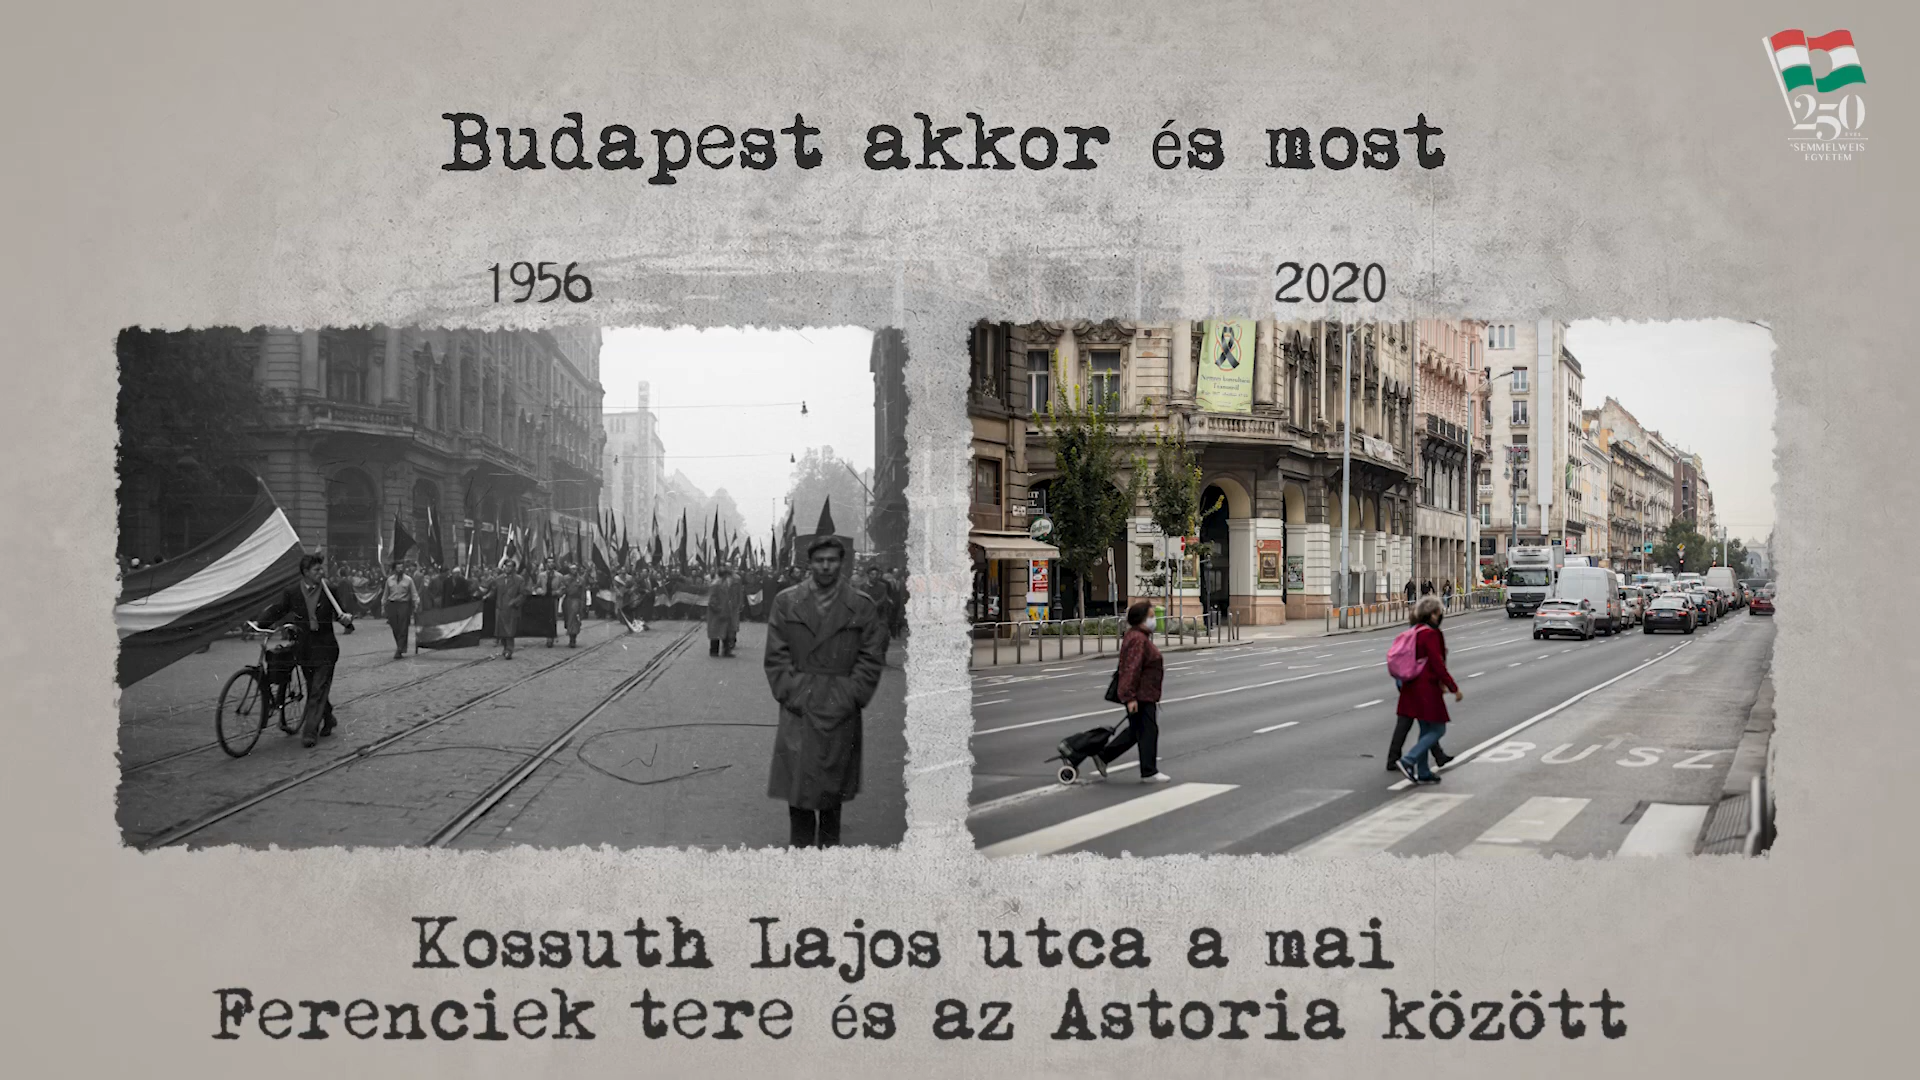 Budapest akkor és most
250
ÉVES
SEMMELWEIS
EGYETEM
1956
2020
BUSZ
Kossuth Lajos utca a mai
Ferenciek tere és az Astoria között